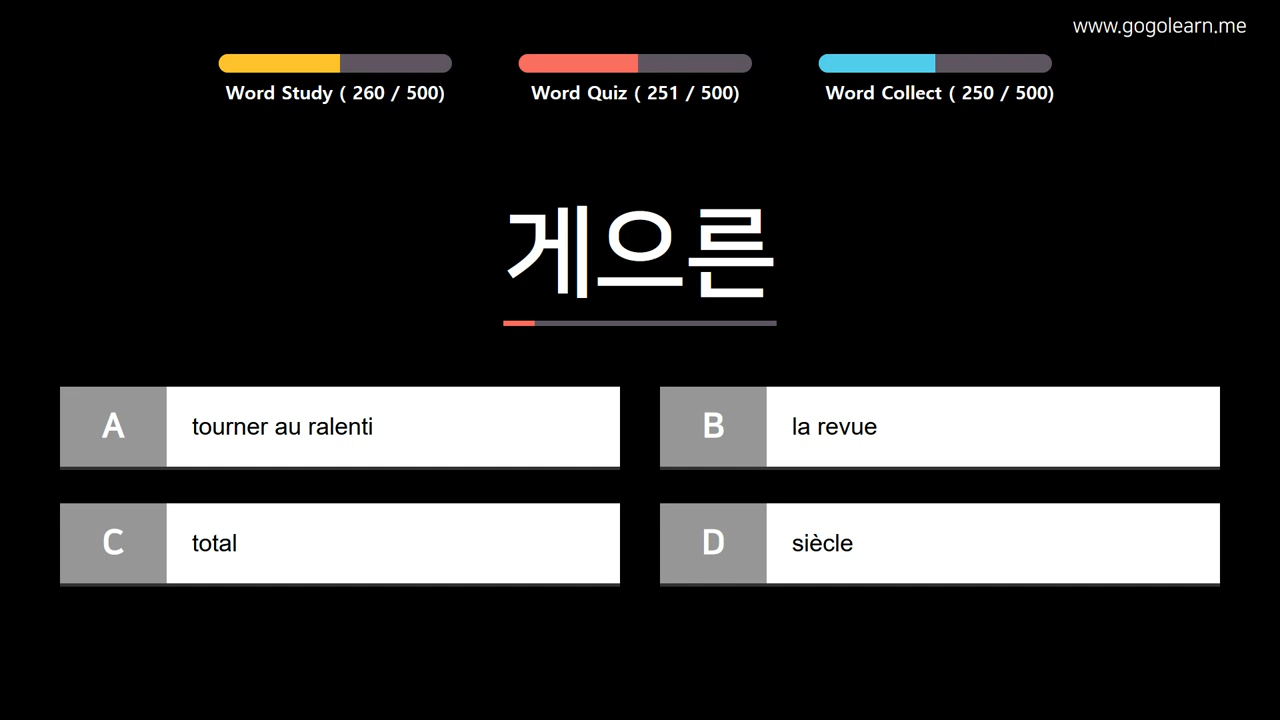 www.gogolearn.me
Word Study ( 260 / 500)
Word Quiz ( 251 / 500)
Word Collect ( 250 / 500)
게으른
A tourner au ralenti
B la revue
C total
D siècle